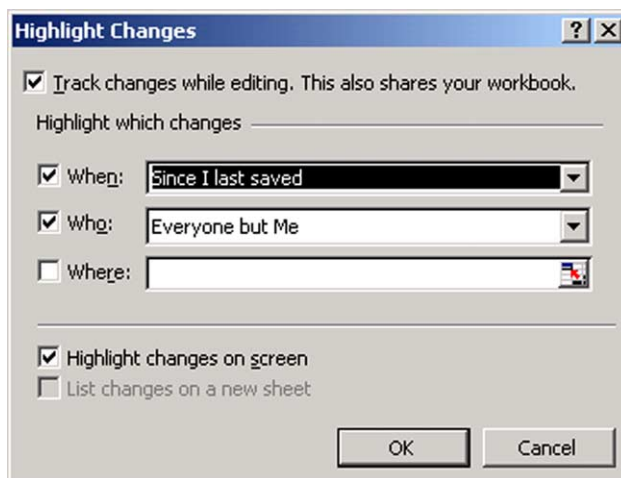 Highlight Changes
Track changes while editing. This also shares your workbook.
Highlight which changes
When: Since I last saved
Who: Everyone but Me
Where:
Highlight changes on screen
List changes on a new sheet
OK Cancel